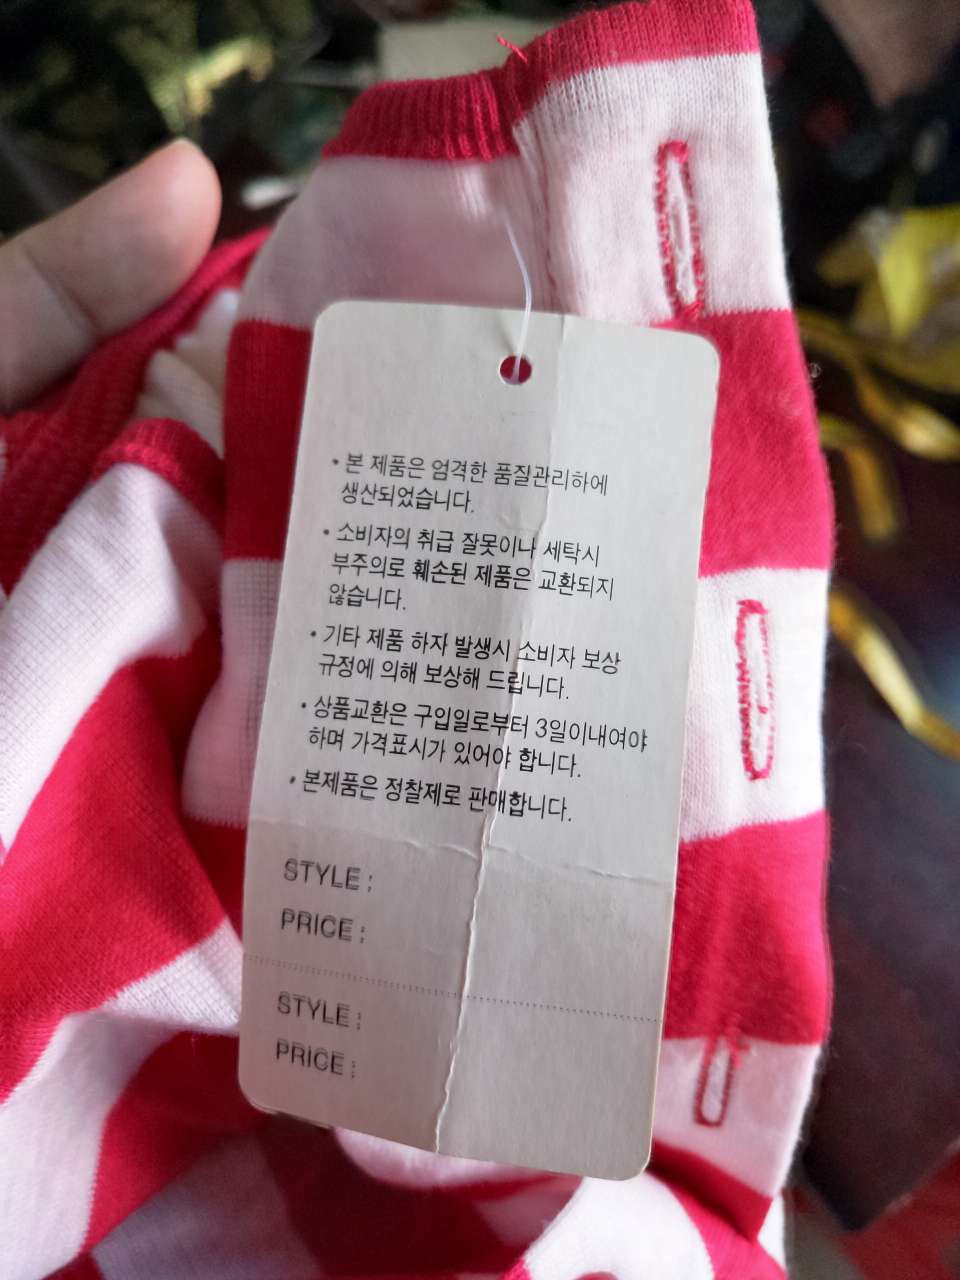 • 본 제품은 엄격한 품질관리하에
생산되었습니다.
• 소비자의 취급 잘못이나 세탁시
부주의로 훼손된 제품은 교환되지
않습니다.
• 기타 제품 하자 발생시 소비자 보상
규정에 의해 보상해 드립니다.
• 상품교환은 구입일로부터 3일이내여야
하며 가격표시가 있어야 합니다.
• 본제품은 정찰제로 판매합니다.
STYLE :
PRICE :
STYLE :
PRICE :